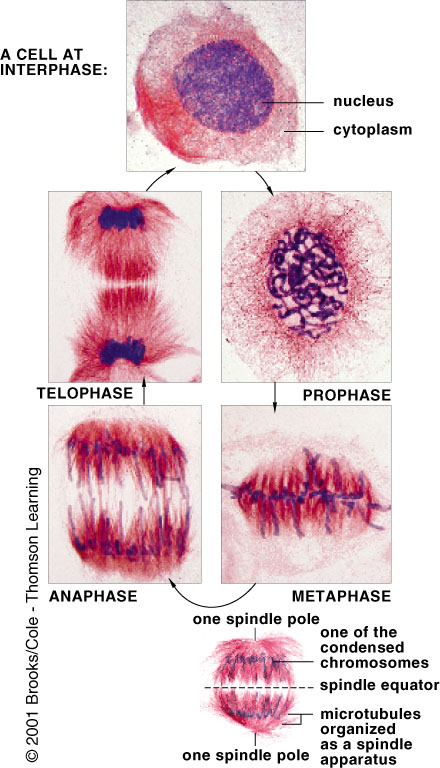 A CELL AT
INTERPHASE:
nucleus
cytoplasm
TELOPHASE
PROPHASE
ANAPHASE
METAPHASE
one spindle pole
one of the
condensed
chromosomes
spindle equator
microtubules
organized
as a spindle
apparatus
one spindle pole
© 2001 Brooks/Cole - Thomson Learning